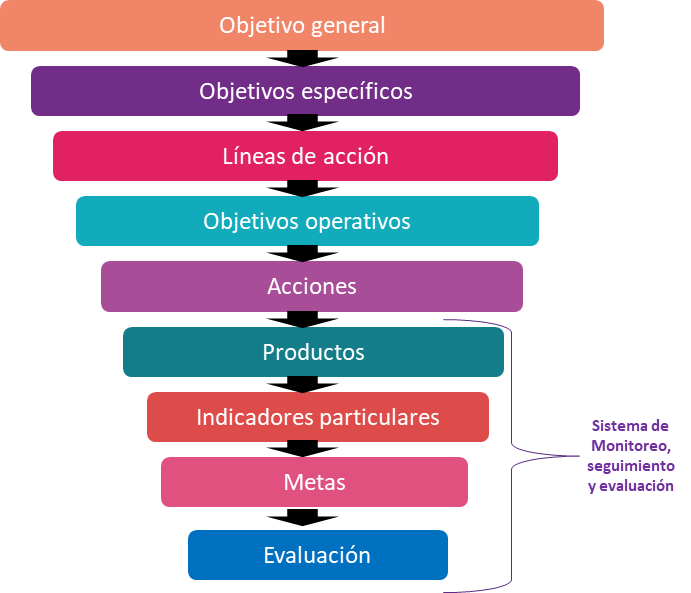 Objetivo general
Objetivos específicos
Líneas de acción
Objetivos operativos
Acciones
Productos
Indicadores particulares
Metas
Evaluación
Sistema de
Monitoreo,
seguimiento
y evaluación